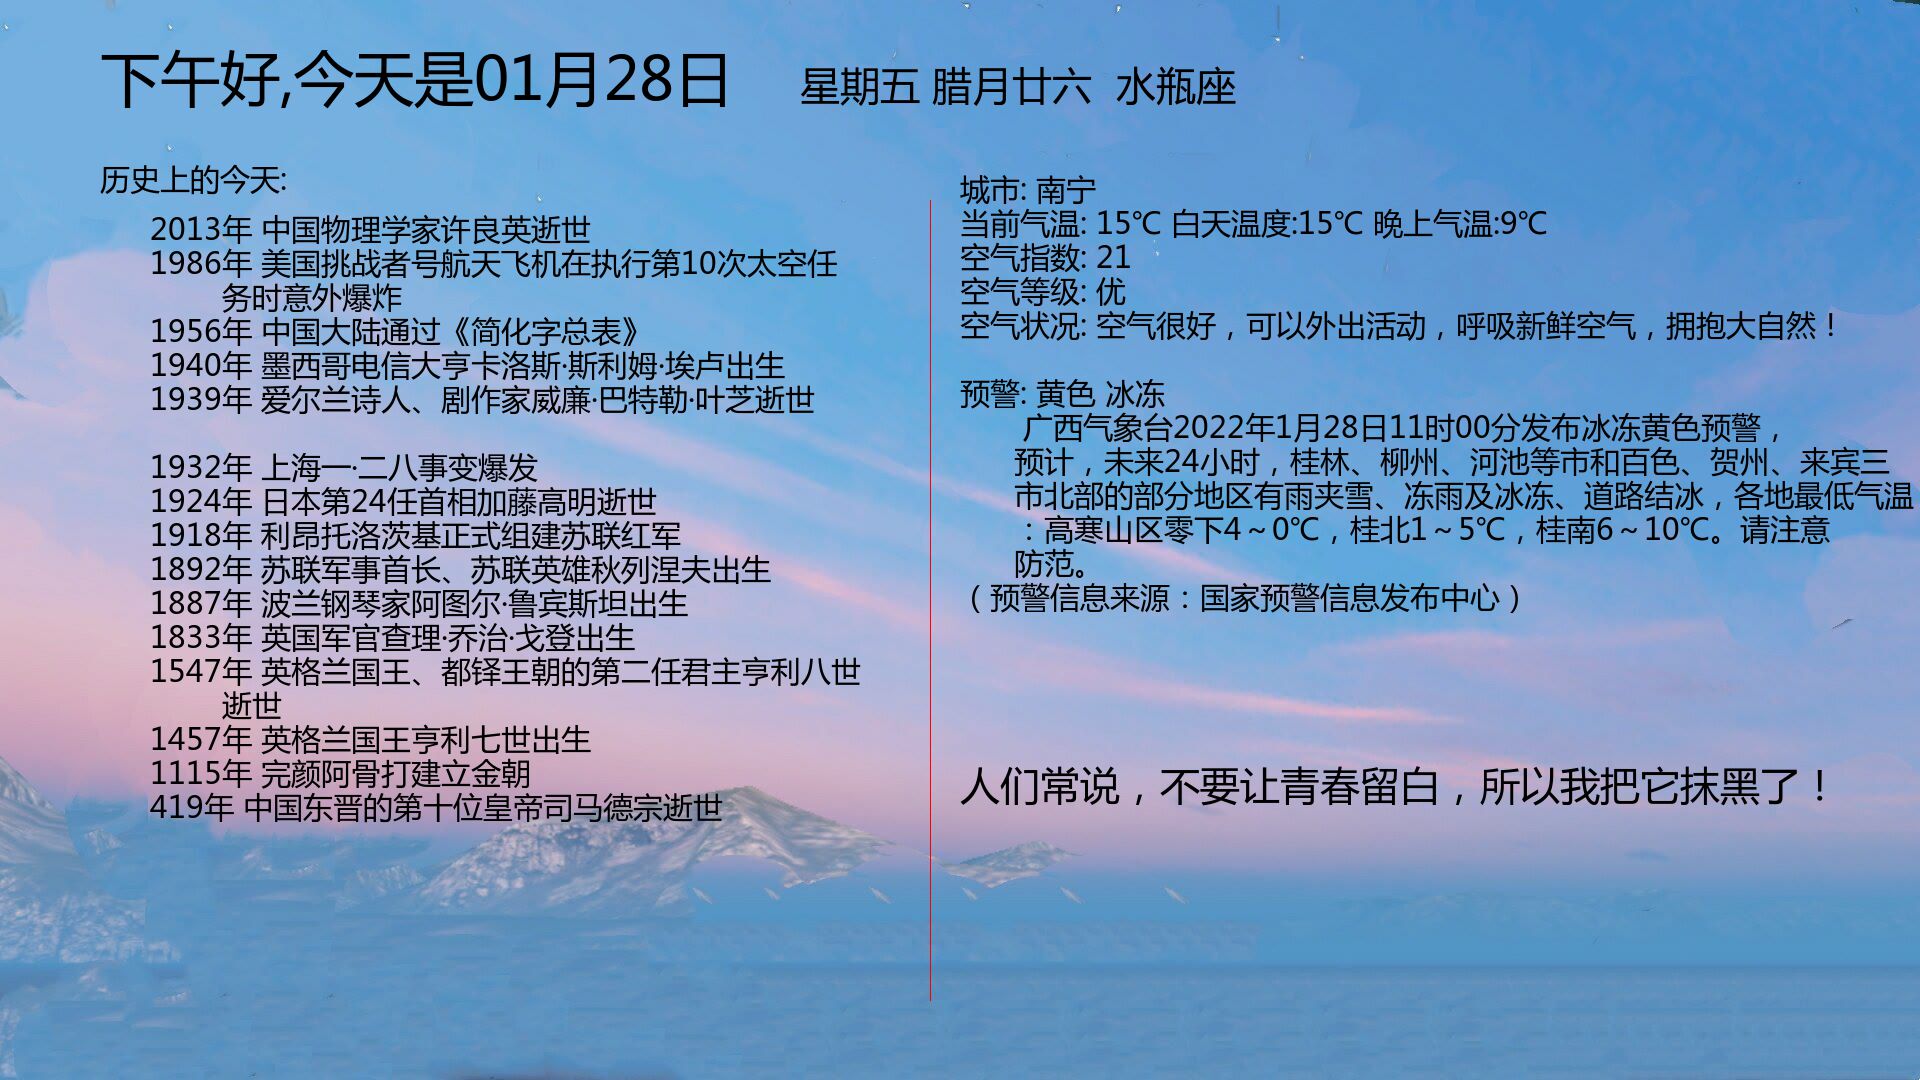 下午好,今天是01月28日 星期五 腊月廿六 水瓶座
历史上的今天:
2013年 中国物理学家许良英逝世
1986年 美国挑战者号航天飞机在执行第10次太空任
务时意外爆炸
1956年 中国大陆通过《简化字总表》
1940年 墨西哥电信大亨卡洛斯·斯利姆·埃卢出生
1939年 爱尔兰诗人、剧作家威廉·巴特勒·叶芝逝世
1932年 上海一·二八事变爆发
1924年 日本第24任首相加藤高明逝世
1918年 利昂托洛茨基正式组建苏联红军
1892年 苏联军事首长、苏联英雄秋列涅夫出生
1887年 波兰钢琴家阿图尔·鲁宾斯坦出生
1833年 英国军官查理·乔治·戈登出生
1547年 英格兰国王、都铎王朝的第二任君主亨利八世
逝世
1457年 英格兰国王亨利七世出生
1115年 完颜阿骨打建立金朝
419年 中国东晋的第十位皇帝司马德宗逝世
城市: 南宁
当前气温: 15℃ 白天温度:15℃ 晚上气温:9℃
空气指数: 21
空气等级: 优
空气状况: 空气很好，可以外出活动，呼吸新鲜空气，拥抱大自然！
预警: 黄色 冰冻
广西气象台2022年1月28日11时00分发布冰冻黄色预警，
预计，未来24小时，桂林、柳州、河池等市和百色、贺州、来宾三
市北部的部分地区有雨夹雪、冻雨及冰冻、道路结冰，各地最低气温
：高寒山区零下4～0℃，桂北1～5℃，桂南6～10℃。请注意
防范。
（预警信息来源：国家预警信息发布中心）
人们常说，不要让青春留白，所以我把它抹黑了！